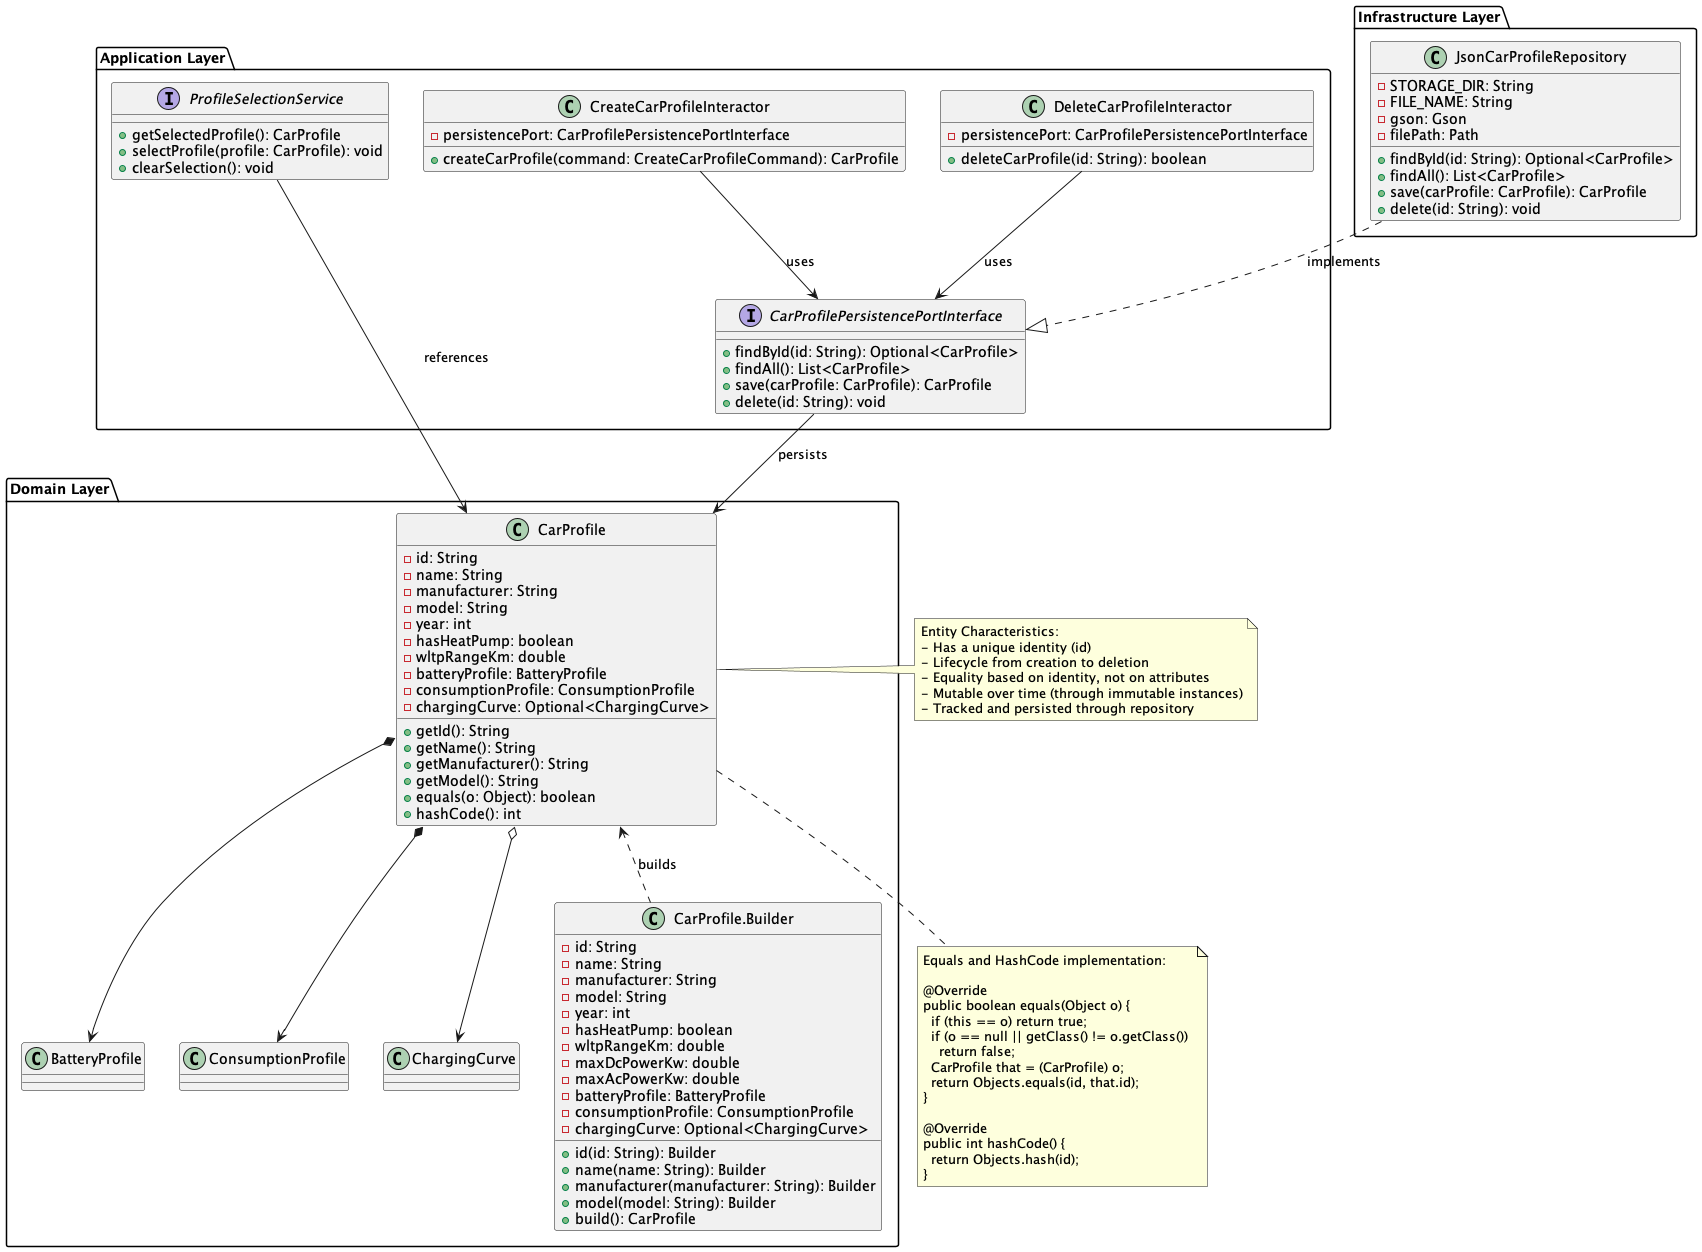 Infrastructure Layer
C JsonCarProfileRepository
STORAGE_DIR: String
FILE_NAME: String
gson: Gson
filePath: Path
findById(id: String): Optional<CarProfile>
findAll(): List<CarProfile>
save(carProfile: CarProfile): CarProfile
delete(id: String): void
Application Layer
I ProfileSelectionService
getSelectedProfile(): CarProfile
selectProfile(profile: CarProfile): void
clearSelection(): void
C CreateCarProfileInteractor
persistencePort: CarProfilePersistencePortInterface
createCarProfile(command: CreateCarProfileCommand): CarProfile
C DeleteCarProfileInteractor
persistencePort: CarProfilePersistencePortInterface
deleteCarProfile(id: String): boolean
uses
uses
implements
I CarProfilePersistencePortInterface
findById(id: String): Optional<CarProfile>
findAll(): List<CarProfile>
save(carProfile: CarProfile): CarProfile
delete(id: String): void
references
persists
Domain Layer
C CarProfile
id: String
name: String
manufacturer: String
model: String
year: int
hasHeatPump: boolean
wltpRangeKm: double
batteryProfile: BatteryProfile
consumptionProfile: ConsumptionProfile
chargingCurve: Optional<ChargingCurve>
getId(): String
getName(): String
getManufacturer(): String
getModel(): String
equals(o: Object): boolean
hashCode(): int
Entity Characteristics:
- Has a unique identity (id)
- Lifecycle from creation to deletion
- Equality based on identity, not on attributes
- Mutable over time (through immutable instances)
- Tracked and persisted through repository
builds
C CarProfile.Builder
id: String
name: String
manufacturer: String
model: String
year: int
hasHeatPump: boolean
wltpRangeKm: double
maxDcPowerKw: double
maxAcPowerKw: double
batteryProfile: BatteryProfile
consumptionProfile: ConsumptionProfile
chargingCurve: Optional<ChargingCurve>
id(id: String): Builder
name(name: String): Builder
manufacturer(manufacturer: String): Builder
model(model: String): Builder
build(): CarProfile
C BatteryProfile
C ConsumptionProfile
C ChargingCurve
Equals and HashCode implementation:
@Override
public boolean equals(Object o) {
if (this == o) return true;
if (o == null || getClass() != o.getClass())
return false;
CarProfile that = (CarProfile) o;
return Objects.equals(id, that.id);
}
@Override
public int hashCode() {
return Objects.hash(id);
}